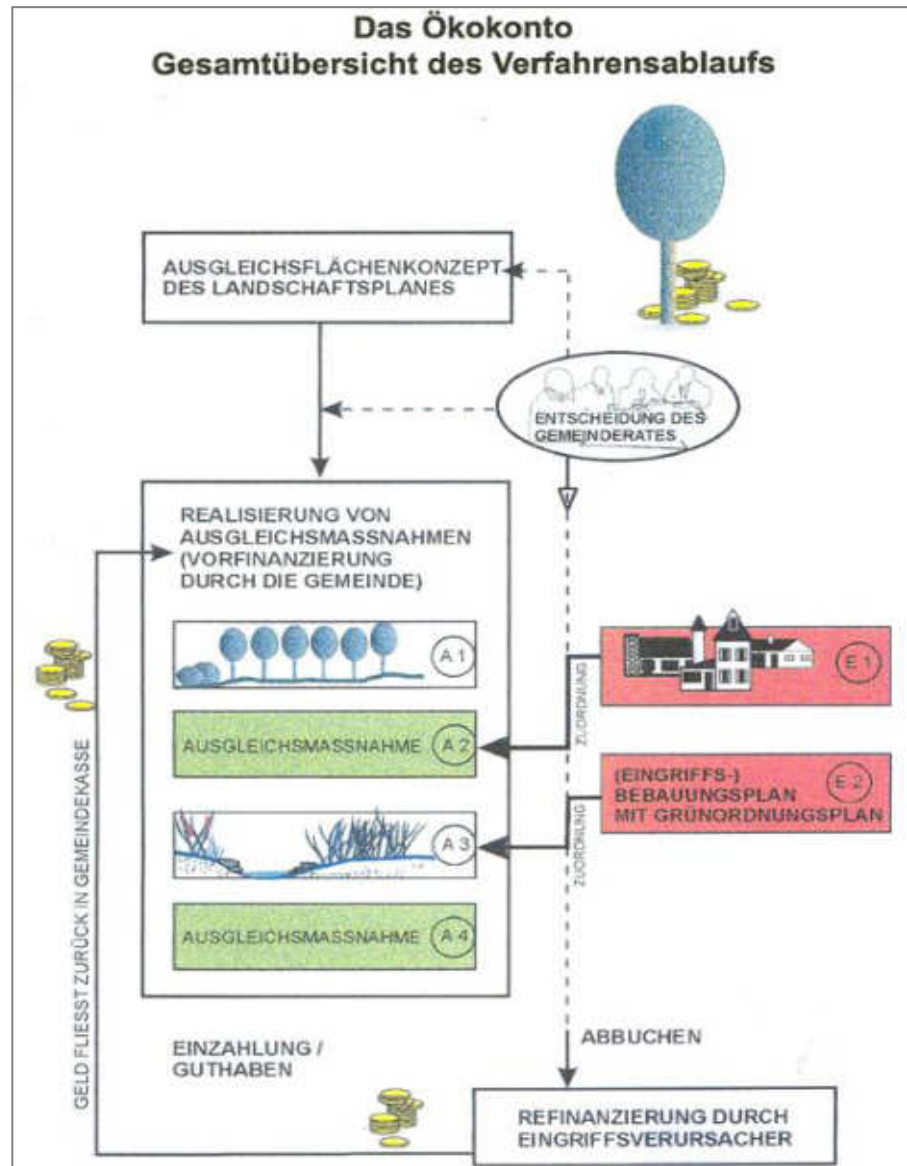 Das Ökokonto
Gesamtübersicht des Verfahrensablaufs
AUSGLEICHSFLÄCHENKONZEPT
DES LANDSCHAFTSPLANES
ENTSCHEIDUNG DES
GEMEINDERATES
REALISIERUNG VON
AUSGLEICHSMASSNAHMEN
(VORFINANZIERUNG
DURCH DIE GEMEINDE)
A 1
AUSGLEICHSMASSNAHME A 2
A 3
AUSGLEICHSMASSNAHME A 4
E 1
ZUORDNUNG
(EINGRIFFS-) E 2
BEBAUUNGSPLAN
MIT GRÜNORDNUNGSPLAN
ZUORDNUNG
GELD FLIESST ZURÜCK IN GEMEINDEKASSE
EINZAHLUNG /
GUTHABEN
ABBUCHEN
REFINANZIERUNG DURCH
EINGRIFFSVERURSACHER